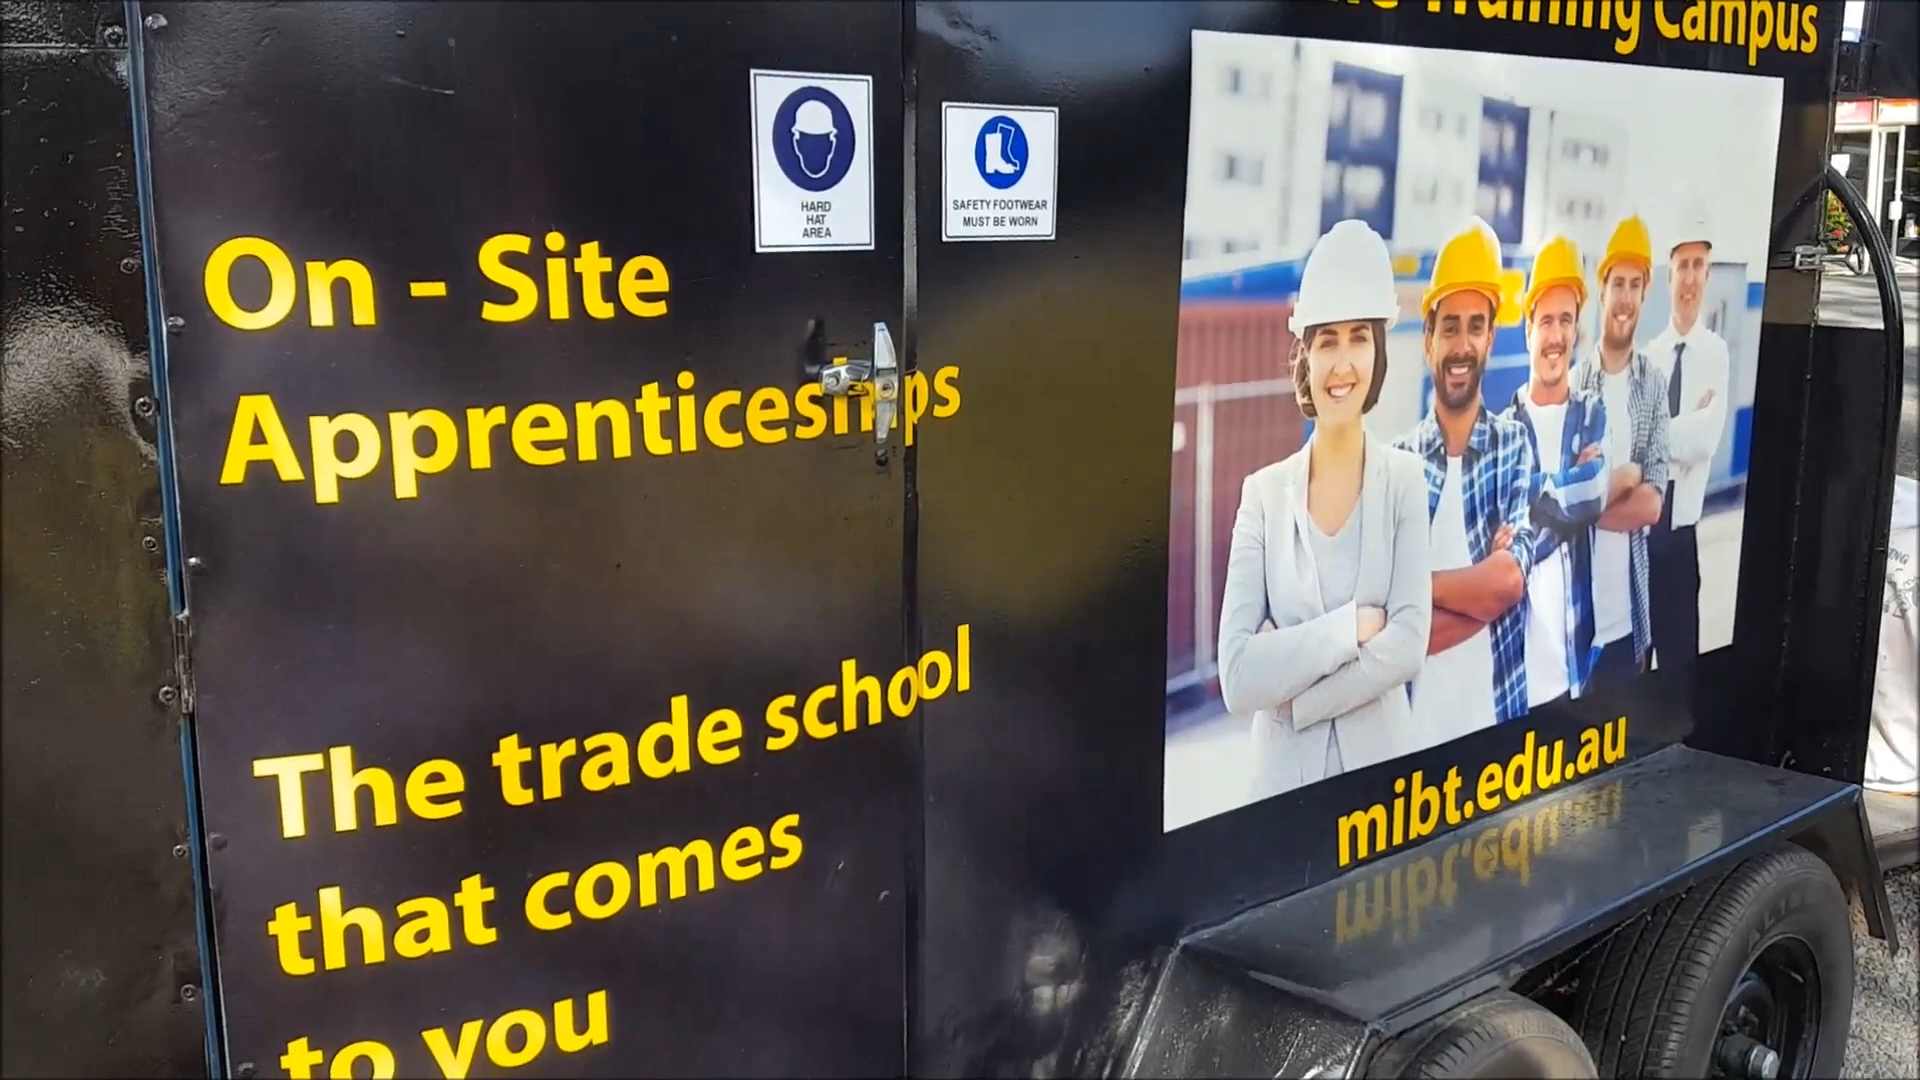 Training Campus
HARD
HAT
AREA
SAFETY FOOTWEAR
MUST BE WORN
On - Site
Apprenticeships
The trade school
that comes
to you
mibt.edu.au